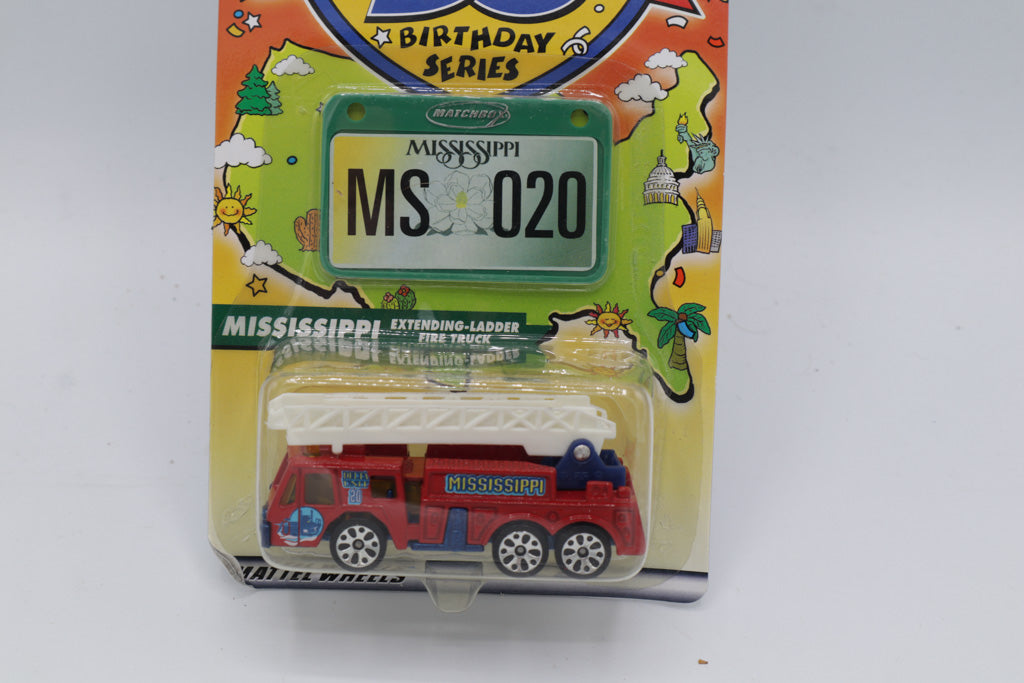 BIRTHDAY
SERIES
MATCHBOX
MISSISSIPPI
MS 020
MISSISSIPPI EXTENDING-LADDER
FIRE TRUCK
20
MISSISSIPPI
MATTEL WHEELS